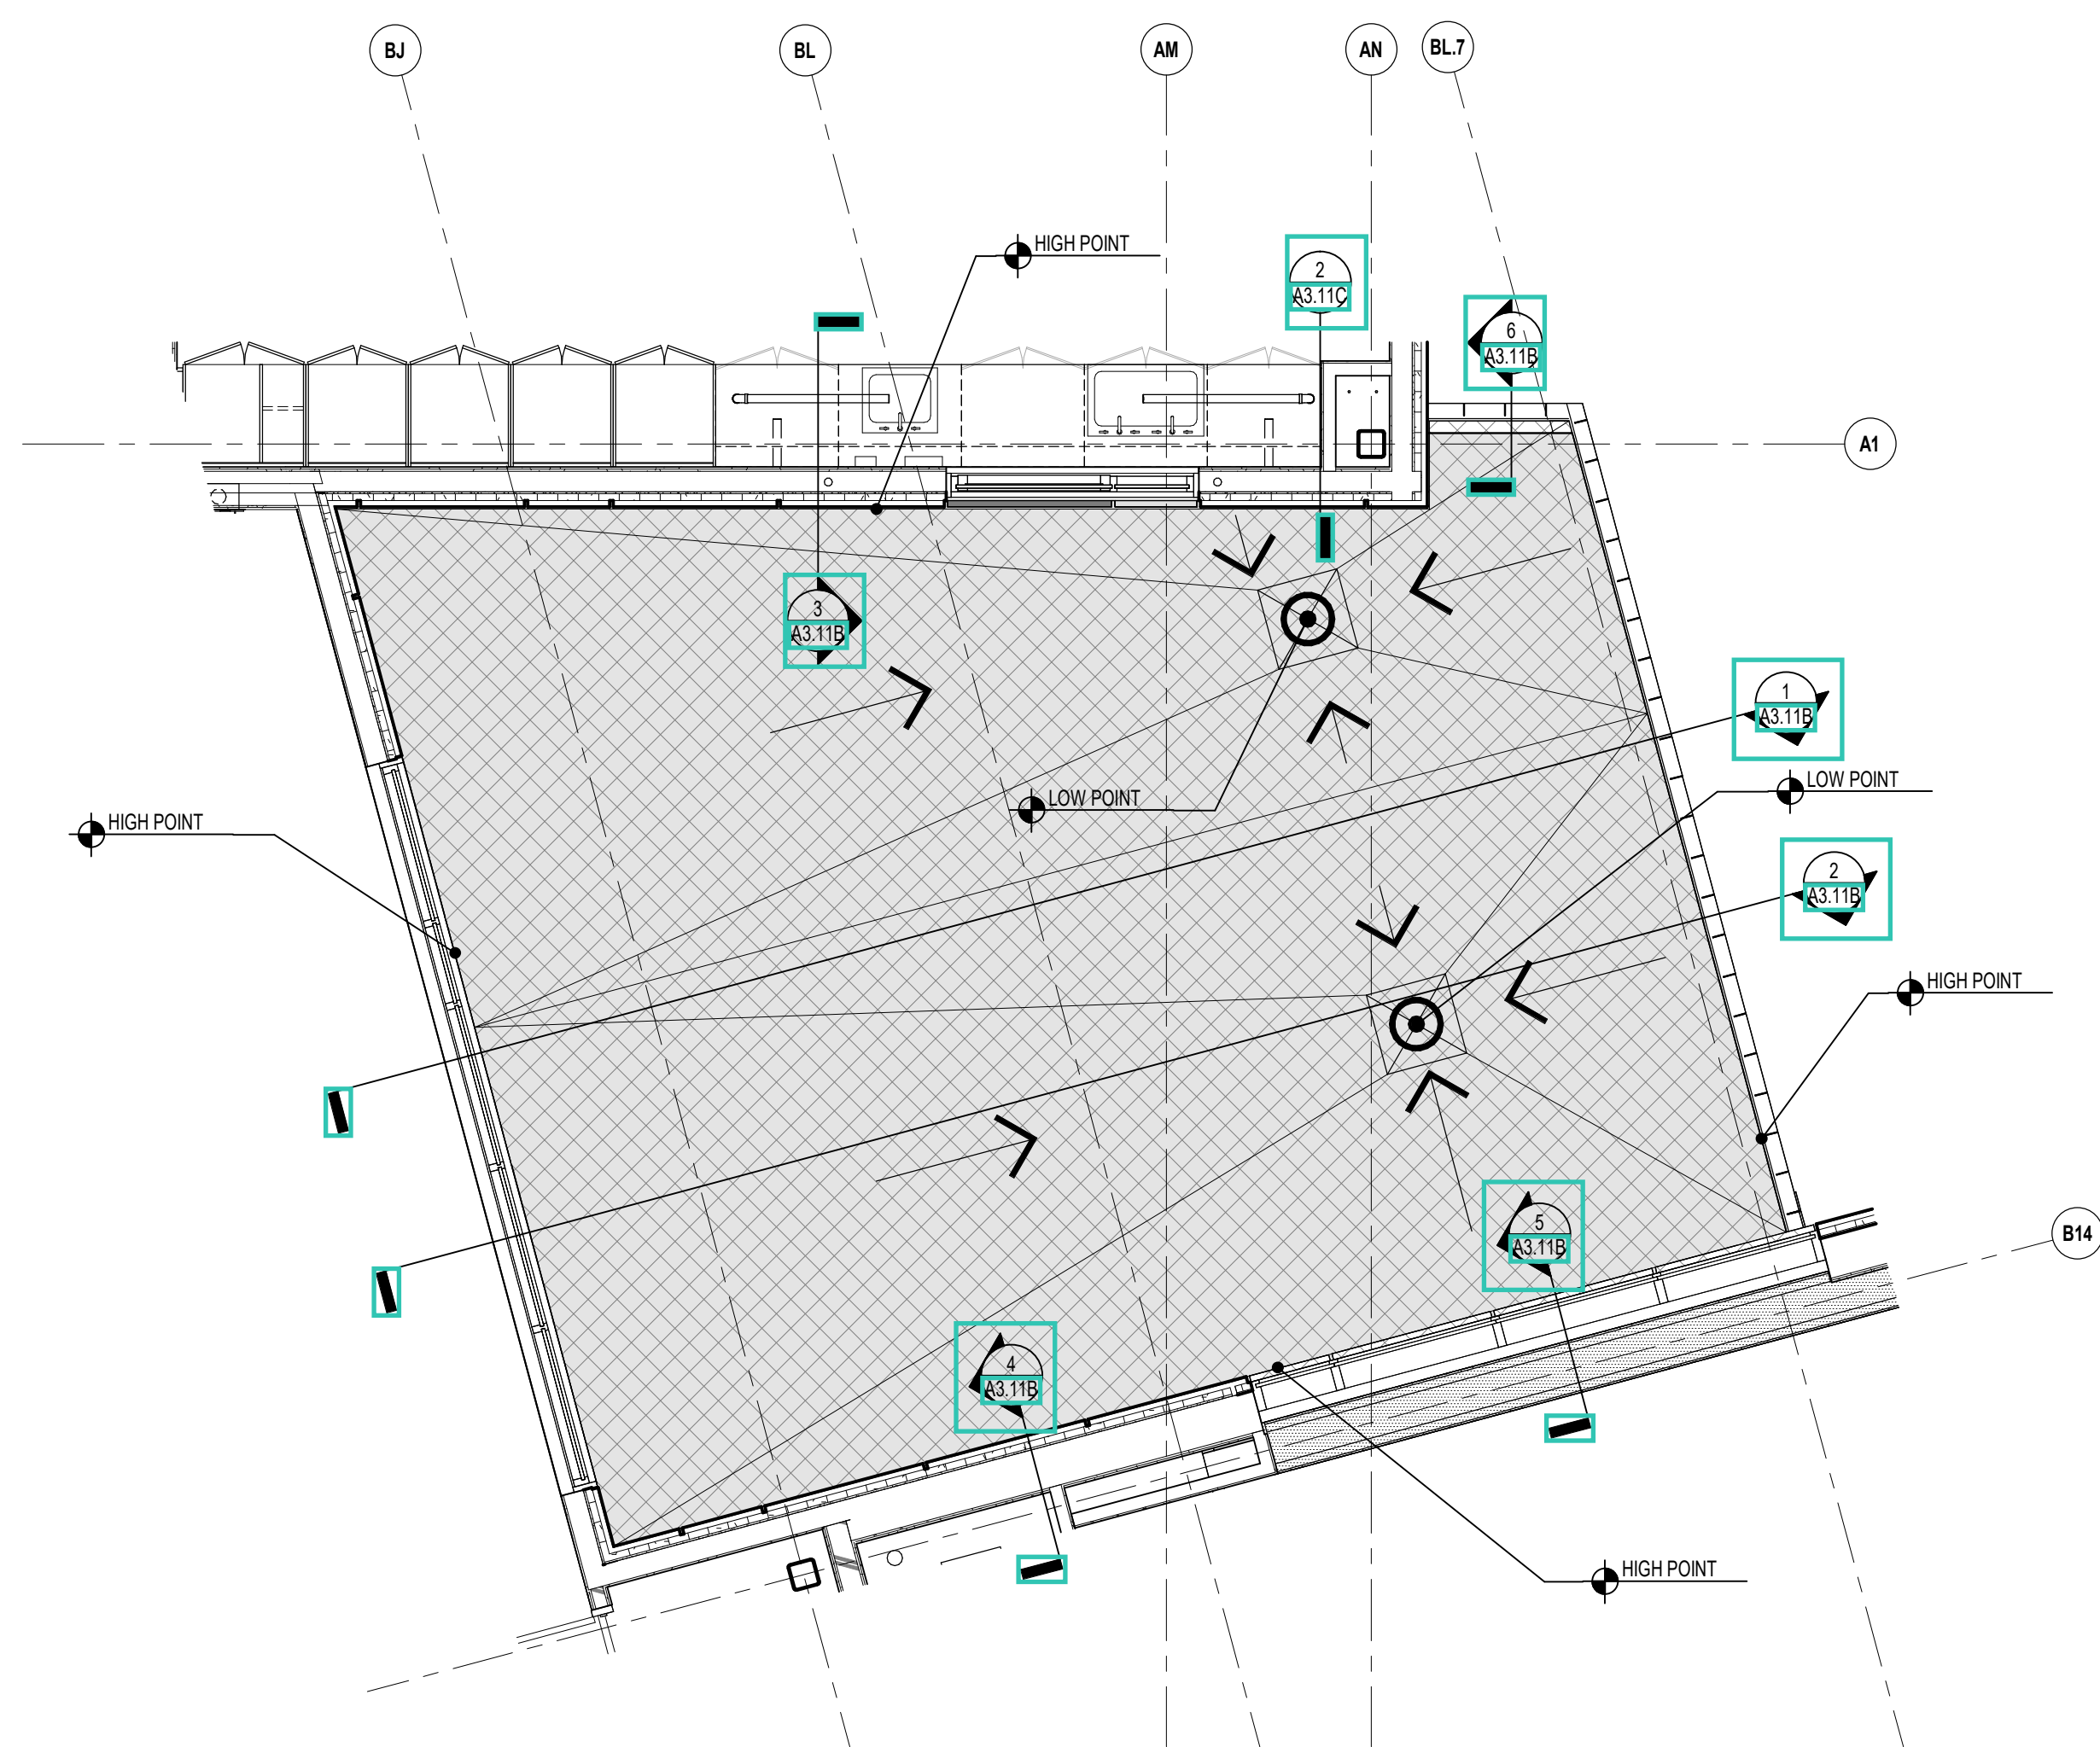 BJ
BL
AM
AN
BL.7
HIGH POINT
2
A3.11C
6
A3.11B
A1
3
A3.11B
1
A3.11B
LOW POINT
LOW POINT
HIGH POINT
2
A3.11B
HIGH POINT
5
A3.11B
B14
4
A3.11B
HIGH POINT